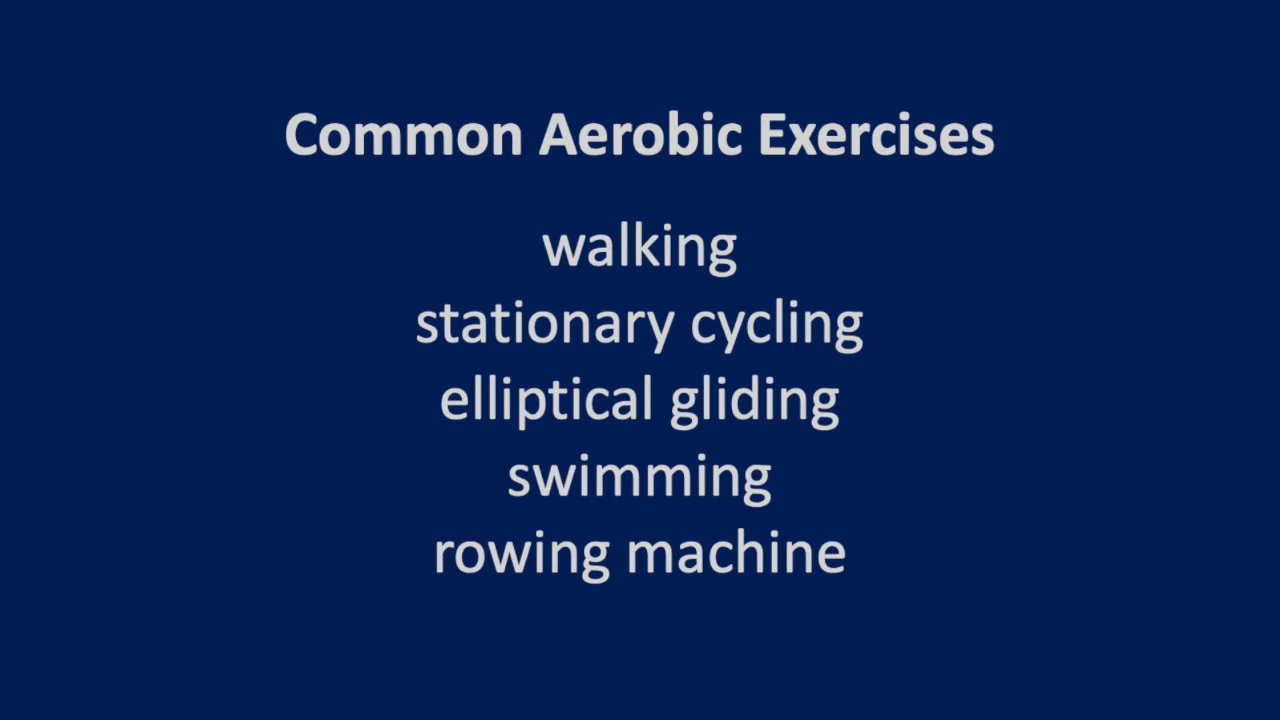 Common Aerobic Exercises
walking
stationary cycling
elliptical gliding
swimming
rowing machine